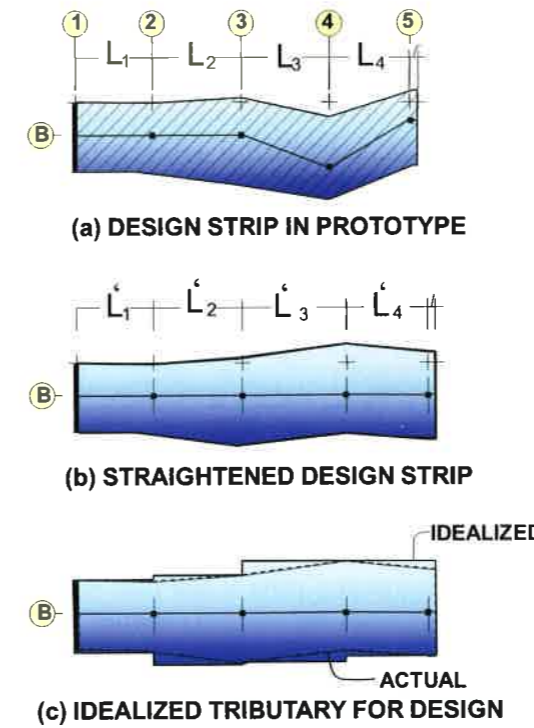 1 2 3 4 5
L1 L2 L3 L4
B
(a) DESIGN STRIP IN PROTOTYPE
L'1 L'2 L'3 L'4
B
(b) STRAIGHTENED DESIGN STRIP
IDEALIZED
B
ACTUAL
(c) IDEALIZED TRIBUTARY FOR DESIGN